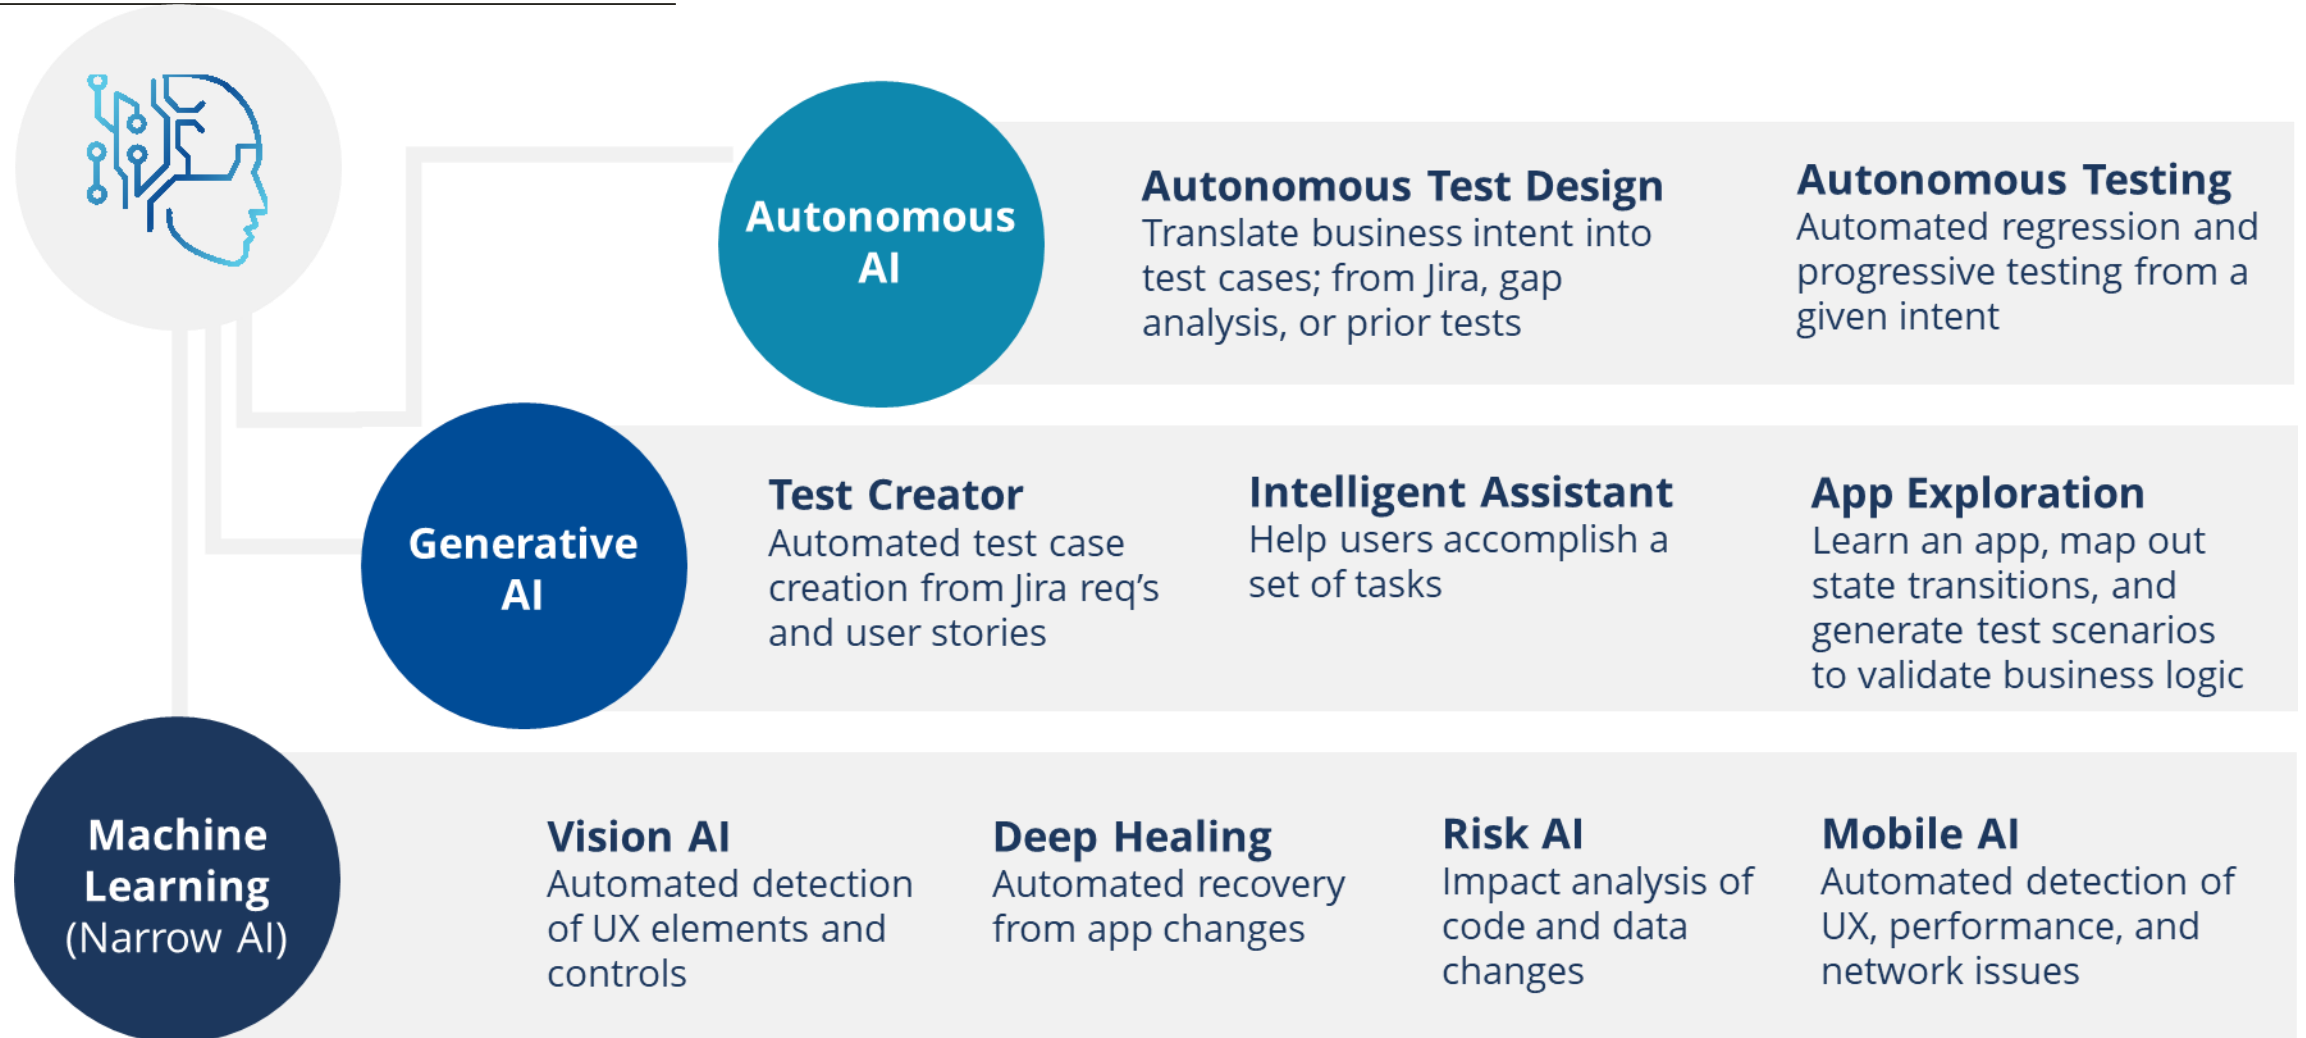 Autonomous
AI
Autonomous Test Design
Translate business intent into
test cases; from Jira, gap
analysis, or prior tests
Autonomous Testing
Automated regression and
progressive testing from a
given intent
Generative
AI
Test Creator
Automated test case
creation from Jira req’s
and user stories
Intelligent Assistant
Help users accomplish a
set of tasks
App Exploration
Learn an app, map out
state transitions, and
generate test scenarios
to validate business logic
Machine
Learning
(Narrow AI)
Vision AI
Automated detection
of UX elements and
controls
Deep Healing
Automated recovery
from app changes
Risk AI
Impact analysis of
code and data
changes
Mobile AI
Automated detection of
UX, performance, and
network issues